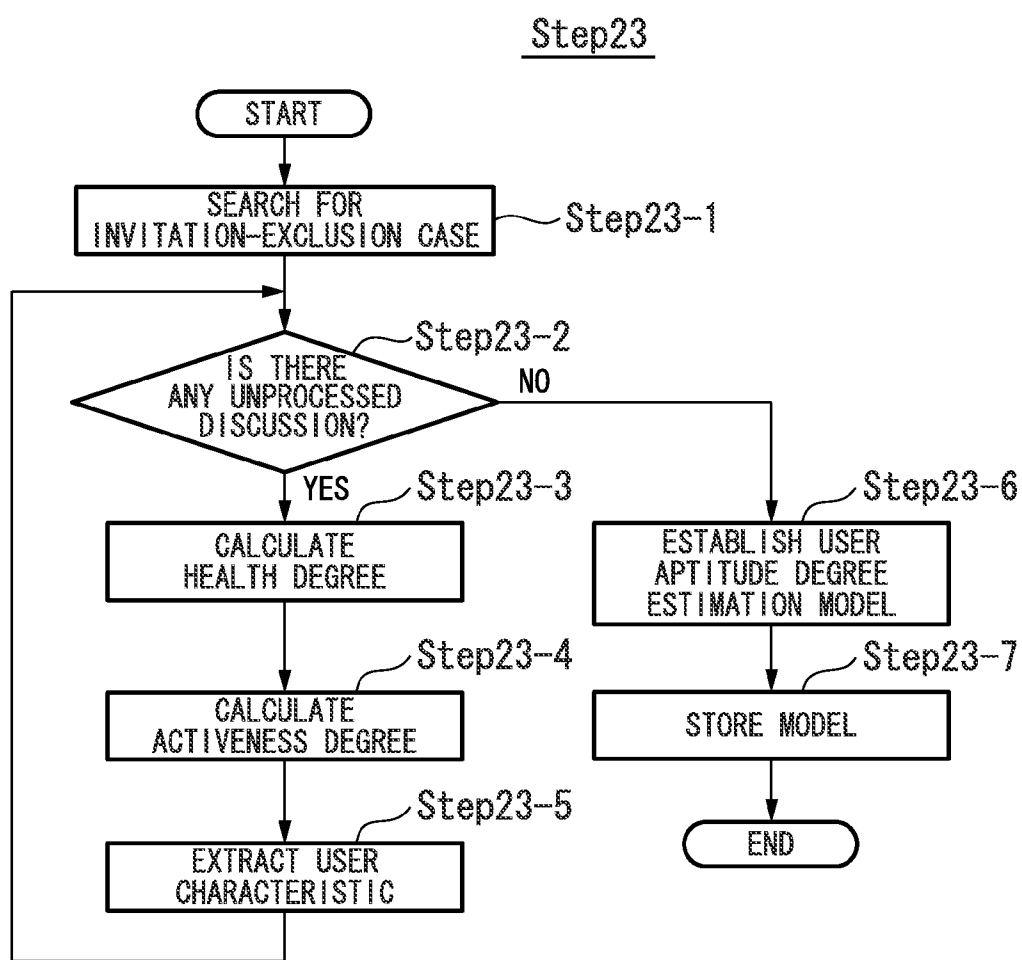 Step23
START
SEARCH FOR
INVITATION-EXCLUSION CASE
Step23-1
Step23-2
IS THERE
ANY UNPROCESSED
DISCUSSION?
NO
YES
Step23-3
CALCULATE
HEALTH DEGREE
Step23-4
CALCULATE
ACTIVENESS DEGREE
Step23-5
EXTRACT USER
CHARACTERISTIC
Step23-6
ESTABLISH USER
APTITUDE DEGREE
ESTIMATION MODEL
Step23-7
STORE MODEL
END